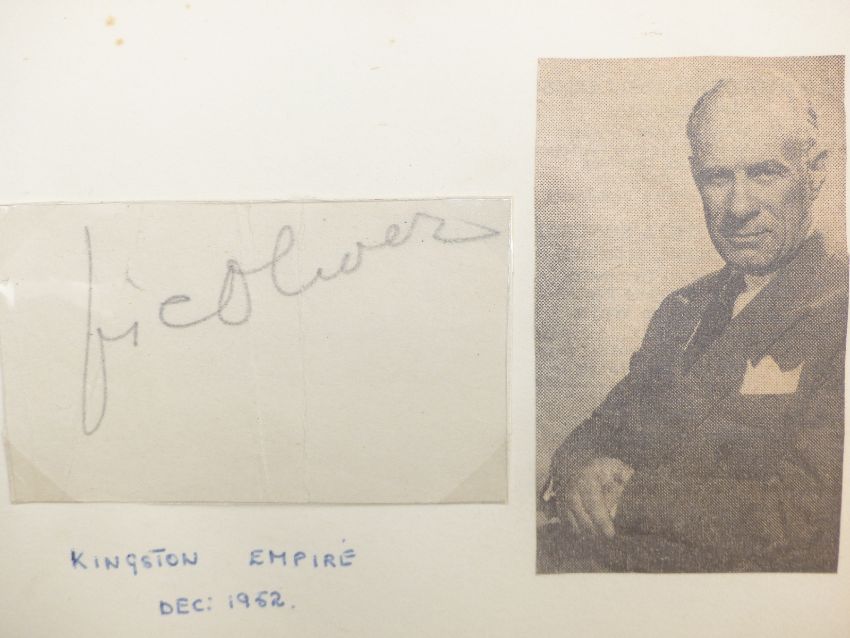 Vic Oliver
KINGSTON EMPIRE
DEC: 1952.